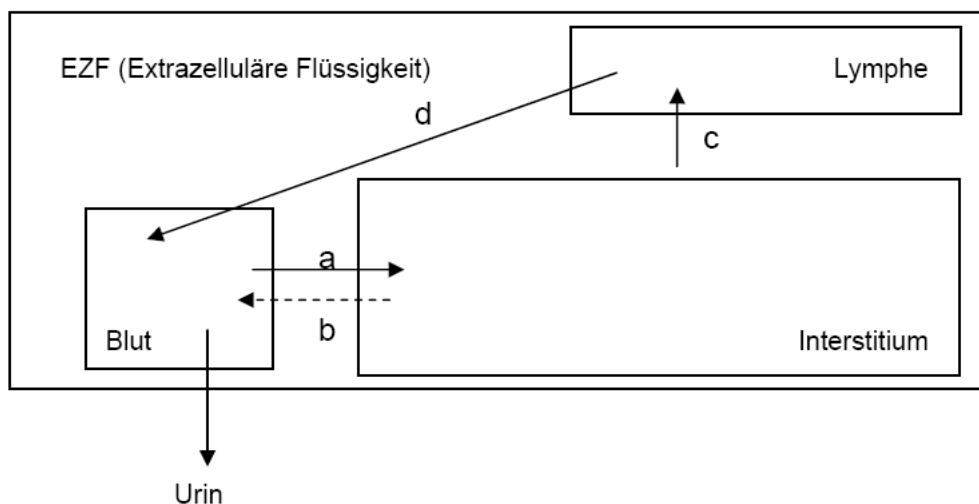 EZF (Extrazelluläre Flüssigkeit)
Lymphe
d
c
a
b
Blut
Interstitium
Urin